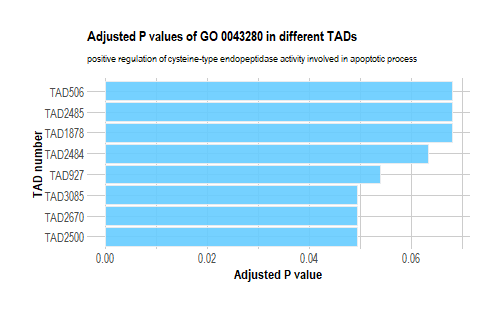 Adjusted P values of GO 0043280 in different TADs
positive regulation of cysteine-type endopeptidase activity involved in apoptotic process
TAD number
TAD506
TAD2485
TAD1878
TAD2484
TAD927
TAD3085
TAD2670
TAD2500
0.00 0.02 0.04 0.06
Adjusted P value